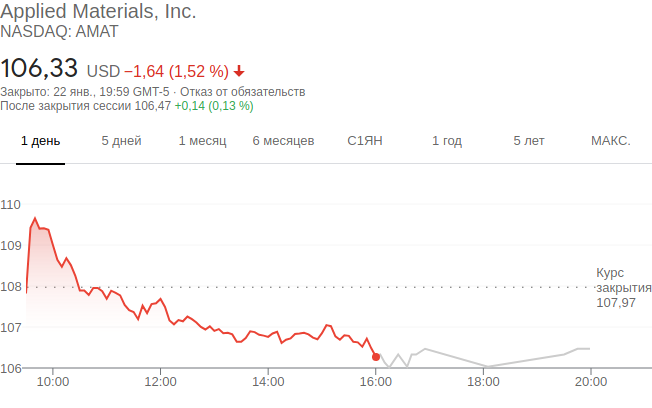 Applied Materials, Inc.
NASDAQ: AMAT
106,33 USD −1,64 (1,52 %)
Закрыто: 22 янв., 19:59 GMT-5 · Отказ от обязательств
После закрытия сессии 106,47 +0,14 (0,13 %)
1 день 5 дней 1 месяц 6 месяцев С1ЯН 1 год 5 лет МАКС.
110
109
108
107
106
Курс
закрытия
107,97
10:00 12:00 14:00 16:00 18:00 20:00